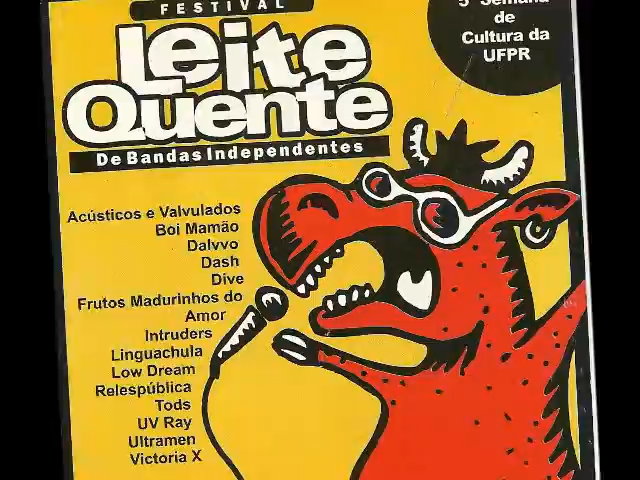 FESTIVAL
Leite
Quente
De Bandas Independentes
5ª Semana
de
Cultura da
UFPR
Acústicos e Valvulados
Boi Mamão
Dalvvo
Dash
Dive
Frutos Madurinhos do
Amor
Intruders
Linguachula
Low Dream
Relespública
Tods
UV Ray
Ultramen
Victoria X